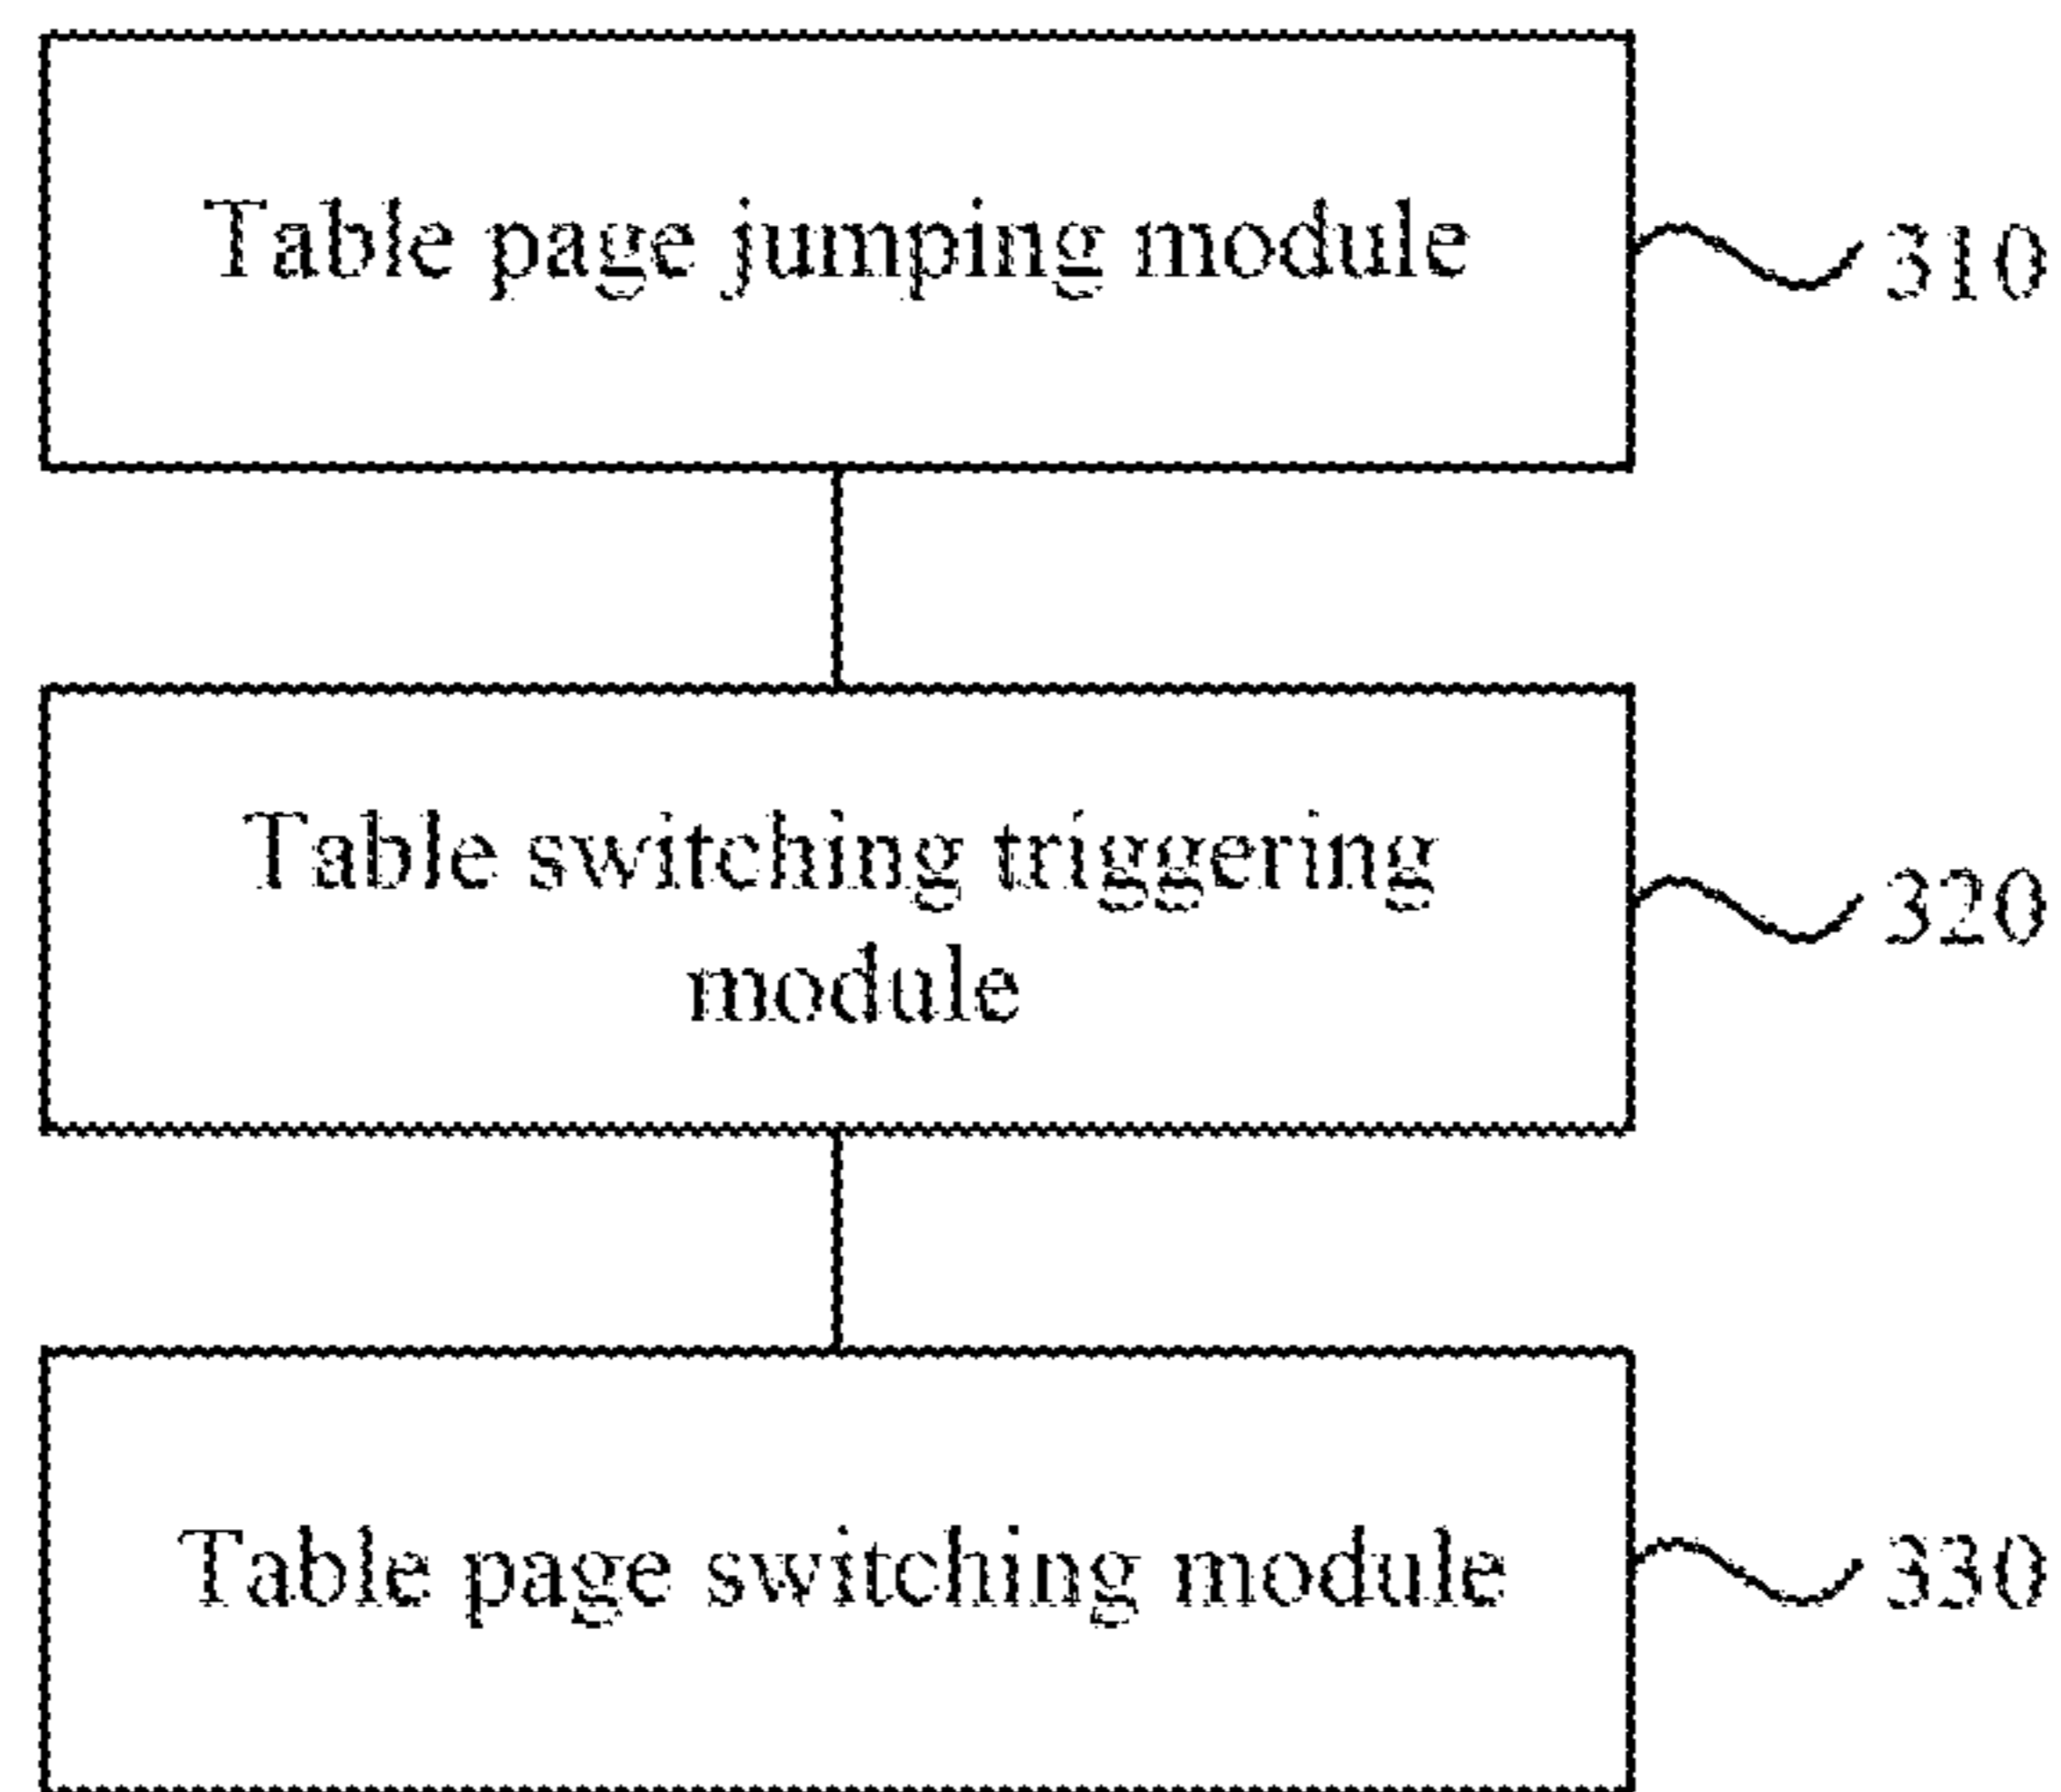 Table page jumping module
310
Table switching triggering
module
320
Table page switching module
330